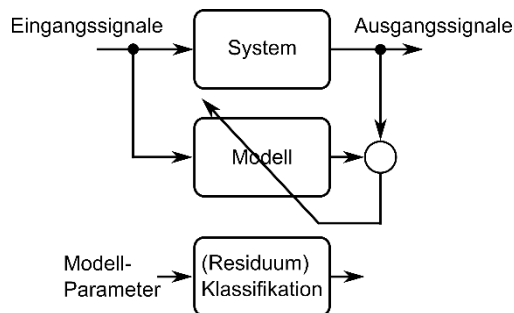 Eingangssignale
Ausgangssignale
System
Modell
Modell-
Parameter
(Residuum)
Klassifikation